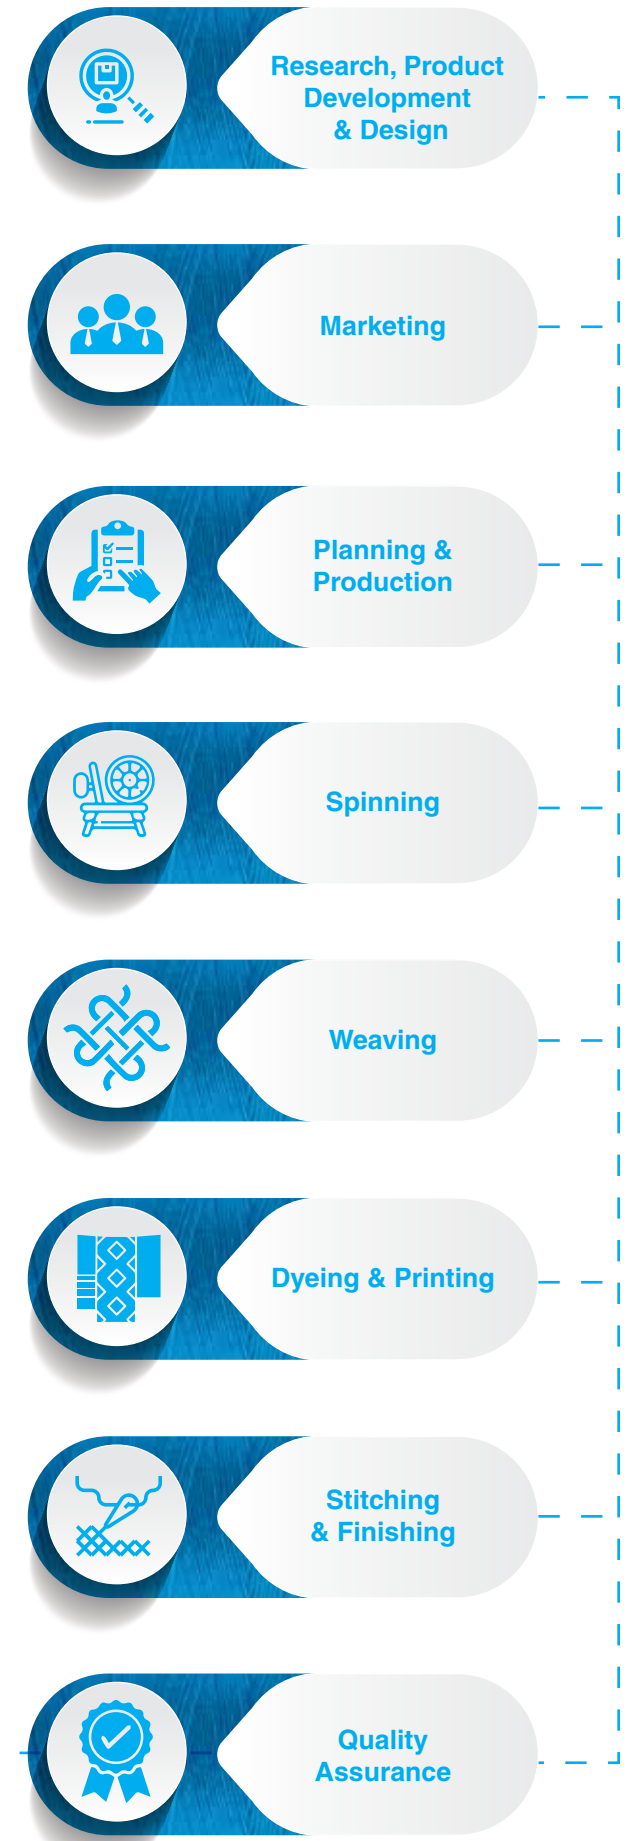 Research, Product
Development
& Design
Marketing
Planning &
Production
Spinning
Weaving
Dyeing & Printing
Stitching
& Finishing
Quality
Assurance